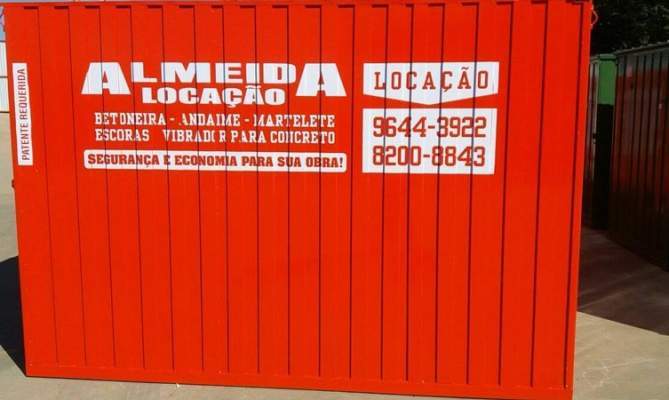 PATENTE REQUERIDA
ALMEIDA
LOCAÇÃO
BETONEIRA - ANDAIME - MARTELETE
ESCORAS VIBRADOR PARA CONCRETO
SEGURANÇA E ECONOMIA PARA SUA OBRA!
LOCAÇÃO
9644-3922
8200-8843